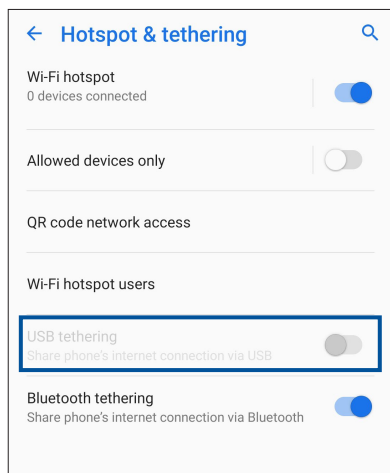 Hotspot & tethering
Wi-Fi hotspot
0 devices connected
Allowed devices only
QR code network access
Wi-Fi hotspot users
USB tethering
Share phone's internet connection via USB
Bluetooth tethering
Share phone's internet connection via Bluetooth